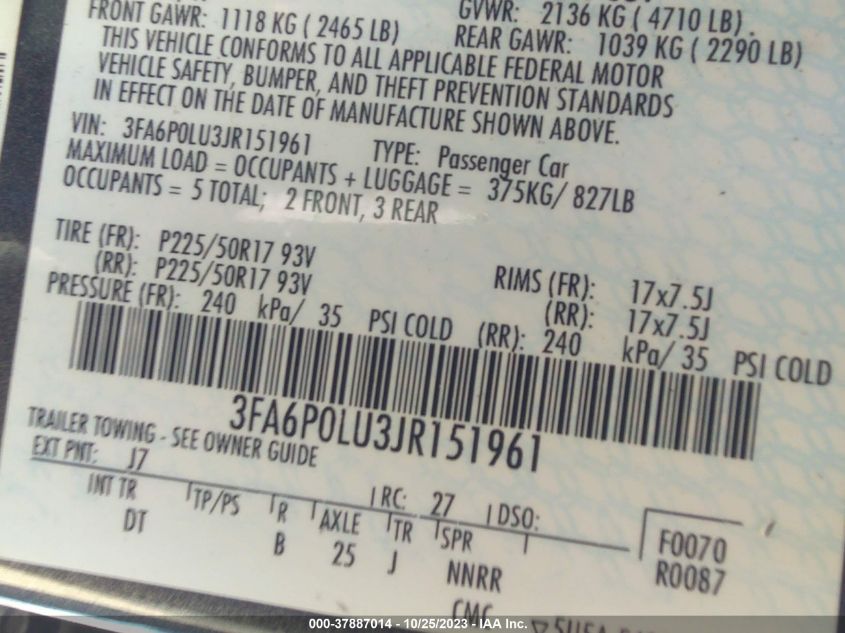 GVWR: 2136 KG ( 4710 LB)
FRONT GAWR: 1118 KG ( 2465 LB) REAR GAWR: 1039 KG ( 2290 LB)
THIS VEHICLE CONFORMS TO ALL APPLICABLE FEDERAL MOTOR
VEHICLE SAFETY, BUMPER, AND THEFT PREVENTION STANDARDS
IN EFFECT ON THE DATE OF MANUFACTURE SHOWN ABOVE.
VIN: 3FA6P0LU3JR151961 TYPE: Passenger Car
MAXIMUM LOAD = OCCUPANTS + LUGGAGE = 375KG/ 827LB
OCCUPANTS = 5 TOTAL; 2 FRONT, 3 REAR
TIRE (FR): P225/50R17 93V RIMS (FR): 17x7.5J
(RR): P225/50R17 93V (RR): 17x7.5J
PRESSURE (FR): 240 kPa/ 35 PSI COLD (RR): 240 kPa/ 35 PSI COLD
3FA6P0LU3JR151961
TRAILER TOWING - SEE OWNER GUIDE
EXT PNT: J7 RC: 27 DSO:
INT TR TP/PS R AXLE TR SPR F0070
DT B 25 J NNRR R0087
CMC
000-37887014 - 10/25/2023 - IAA Inc.